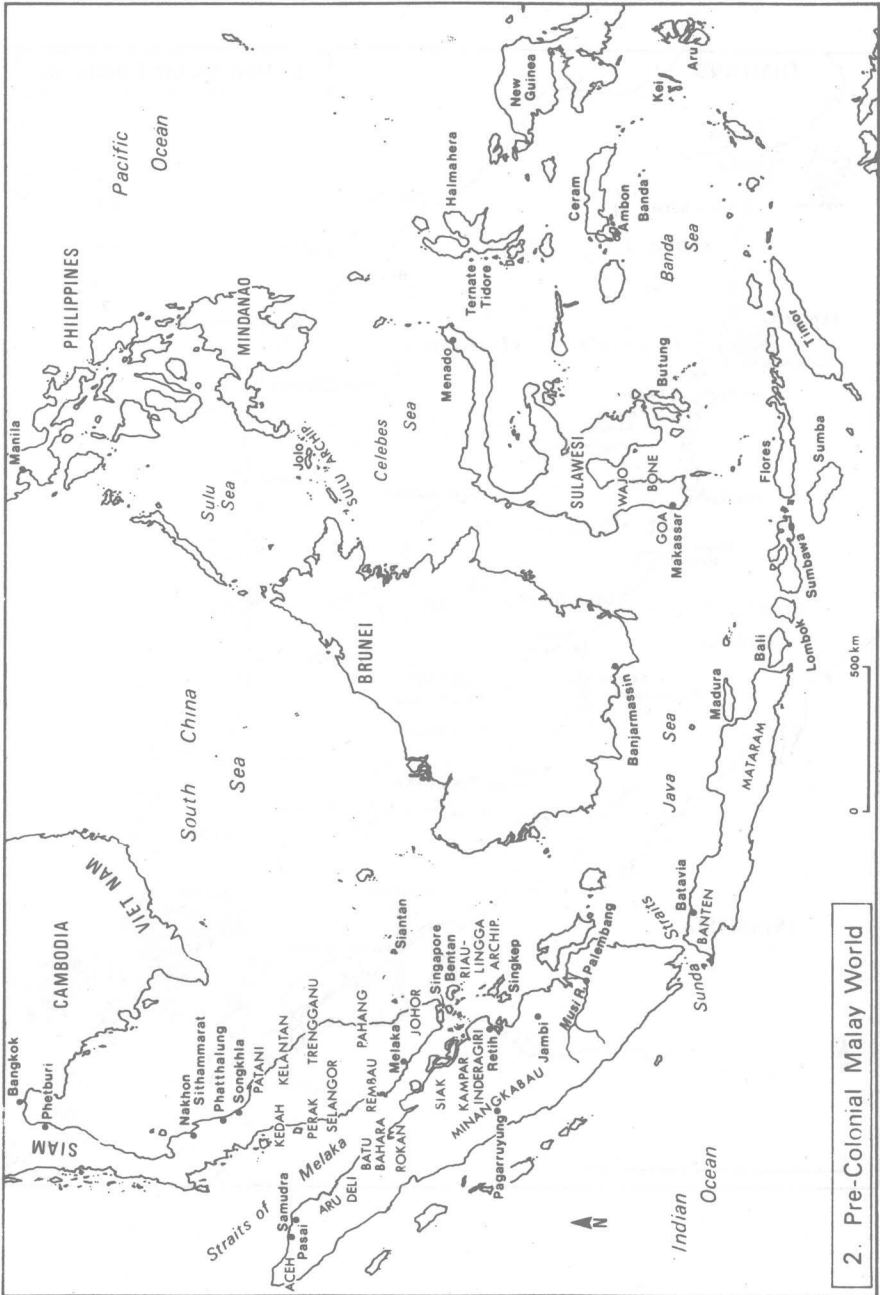 Pacific
Ocean
PHILIPPINES
Manila
MINDANAO
Sulu
Sea
Jolo
SULU ARCHIP.
Celebes
Sea
Menado
Halmahera
Ternate
Tidore
New
Guinea
Ceram
Ambon
Banda
Kei
Aru
Banda
Sea
SULAWESI
WAJO
BONE
GOA
Makassar
Butung
Flores
Timor
Sumba
Sumbawa
Lombok
Bali
Madura
MATARAM
Java
Sea
Banjarmassin
BRUNEI
South China
Sea
CAMBODIA
VIET NAM
Bangkok
Phetburi
SIAM
Nakhon
Sithammarat
Phatthalung
Songkhla
PATANI
KEDAH
KELANTAN
TRENGGANU
PERAK
SELANGOR
PAHANG
REMBAU
Melaka
JOHOR
Singapore
Bentan
RIAU-
LINGGA
ARCHIP.
Singkep
Siantan
Straits of Melaka
Samudra
Pasai
ACEH
ARU
DELI
BATU
BAHARA
ROKAN
SIAK
KAMPAR
INDERAGIRI
Retih
MINANGKABAU
Pagarruyung
Jambi
Musi R.
Palembang
Sunda Straits
Batavia
BANTEN
Indian
Ocean
N
0 500 km
2. Pre-Colonial Malay World